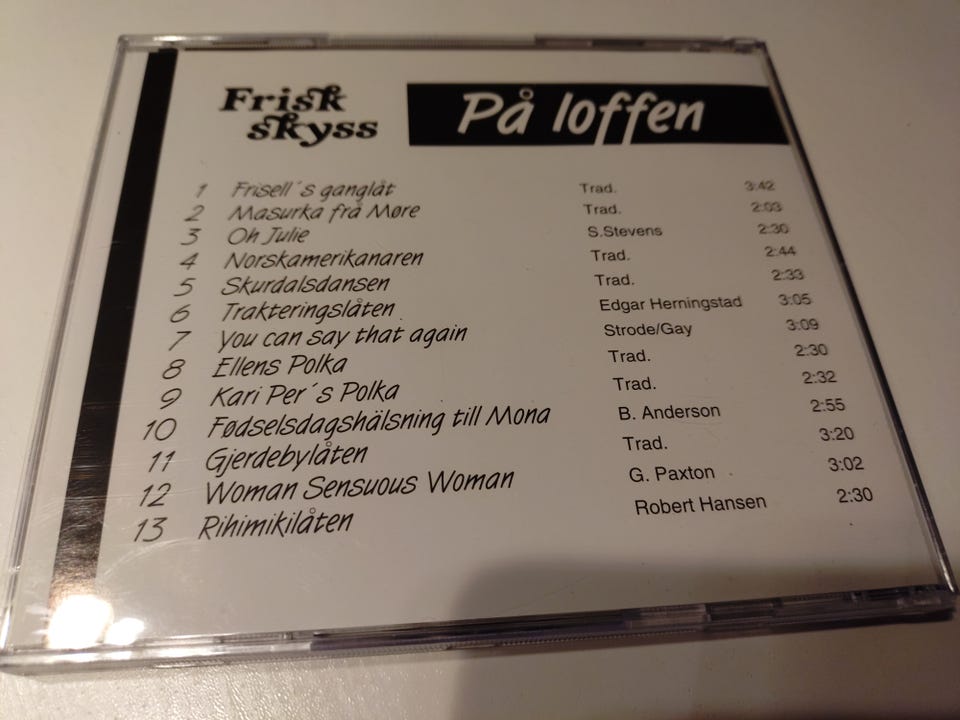 Frisk skyss
På loffen
1 Frisell´s ganglåt Trad. 3:42
2 Masurka frå Møre Trad. 2:03
3 Oh Julie S.Stevens 2:30
4 Norskamerikanaren Trad. 2:44
5 Skurdalsdansen Trad. 2:33
6 Trakteringslåten Edgar Herningstad 3:05
7 You can say that again Strode/Gay 3:09
8 Ellens Polka Trad. 2:30
9 Kari Per´s Polka Trad. 2:32
10 Fødselsdagshälsning till Mona B. Anderson 2:55
11 Gjerdebylåten Trad. 3:20
12 Woman Sensuous Woman G. Paxton 3:02
13 Rihimikilåten Robert Hansen 2:30